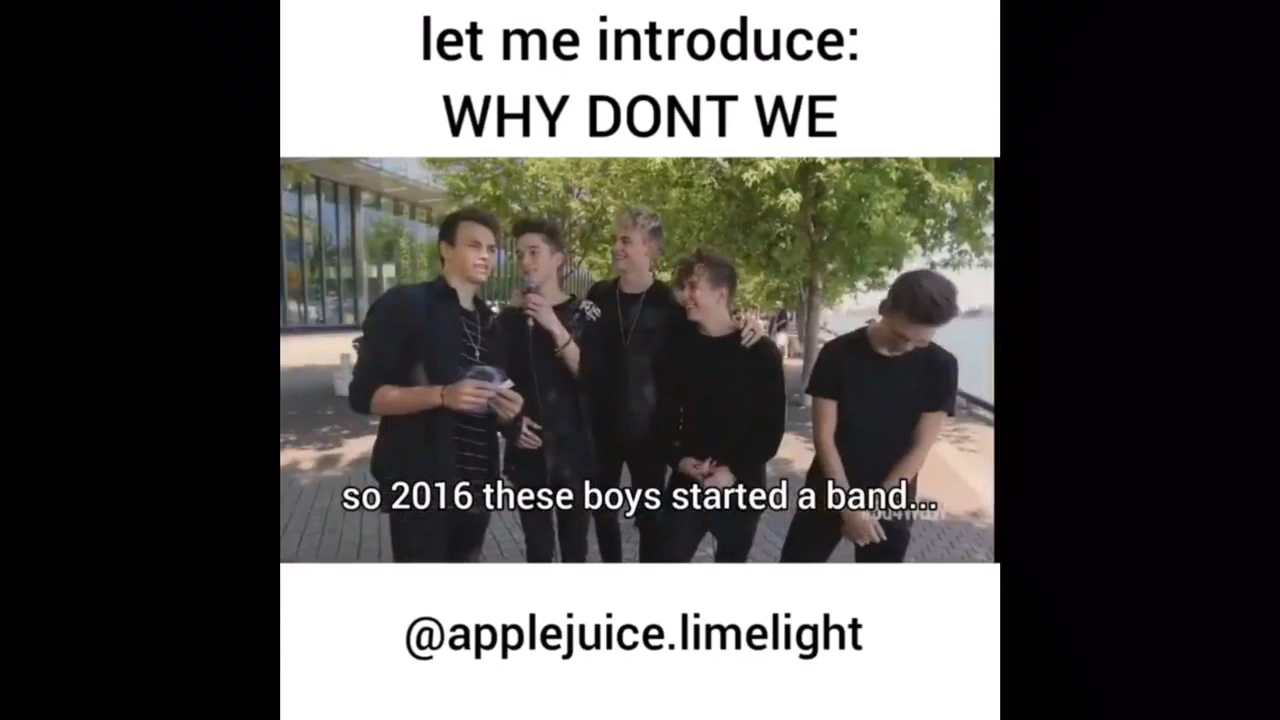 let me introduce:
WHY DONT WE
so 2016 these boys started a band...
@applejuice.limelight